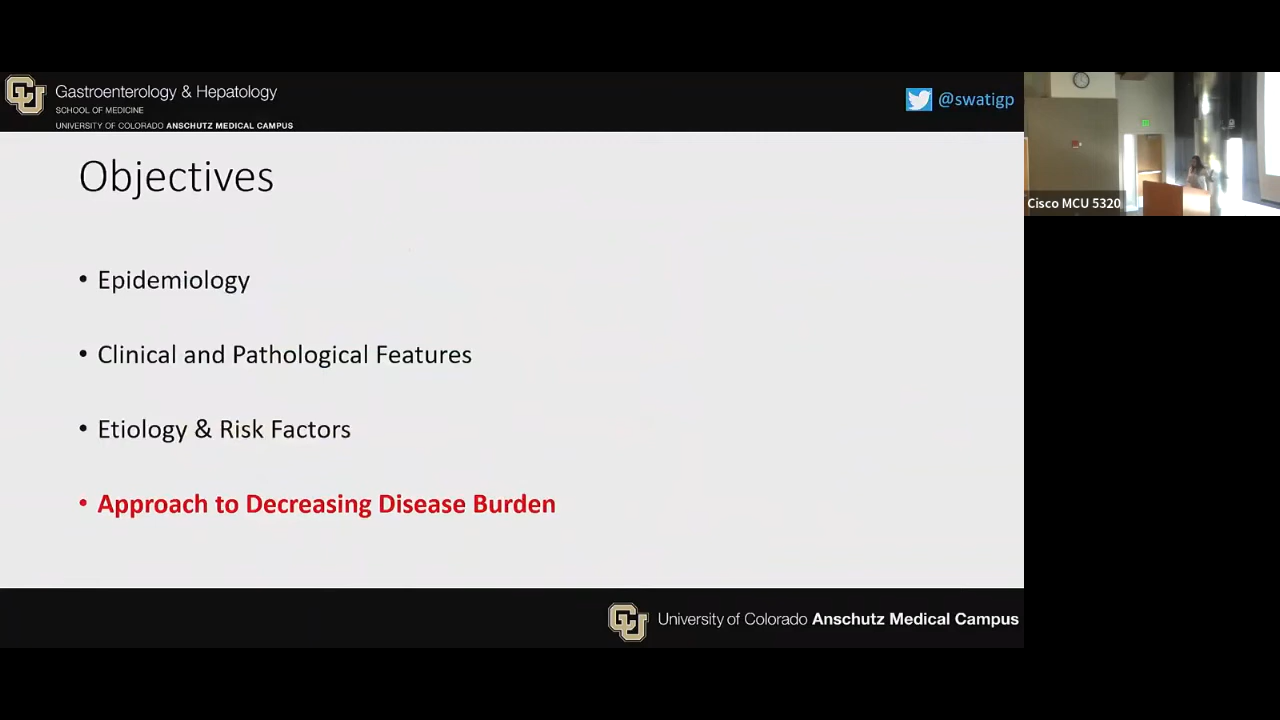 Gastroenterology & Hepatology
SCHOOL OF MEDICINE
UNIVERSITY OF COLORADO ANSCHUTZ MEDICAL CAMPUS
@swatigp
Objectives
• Epidemiology
• Clinical and Pathological Features
• Etiology & Risk Factors
• Approach to Decreasing Disease Burden
Cisco MCU 5320
University of Colorado Anschutz Medical Campus